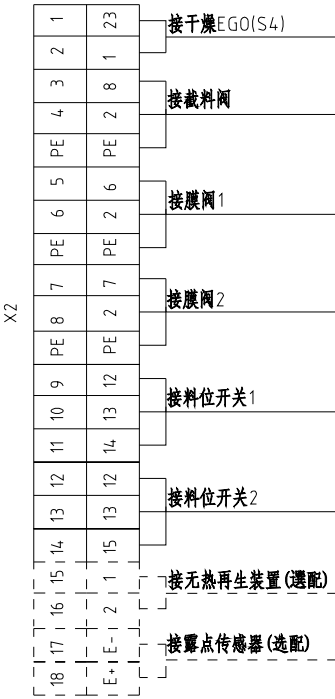 X2
1 23 接干燥EGO(S4)
2 1
3 8 接截料阀
4 2
PE PE
5 6 接膜阀1
6 2
PE PE
7 7 接膜阀2
8 2
PE PE
9 12 接料位开关1
10 13
11 14
12 12 接料位开关2
13 13
14 15
15 1 接无热再生装置(選配)
16 2
17 E- 接露点传感器(选配)
18 E+